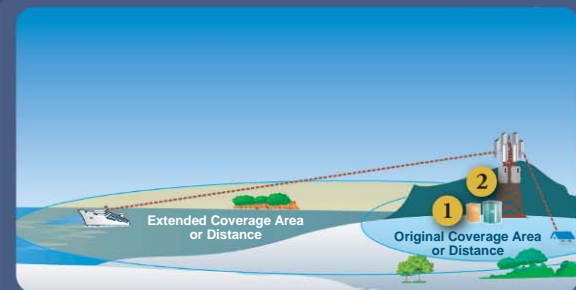 2
1
Extended Coverage Area
or Distance
Original Coverage Area
or Distance